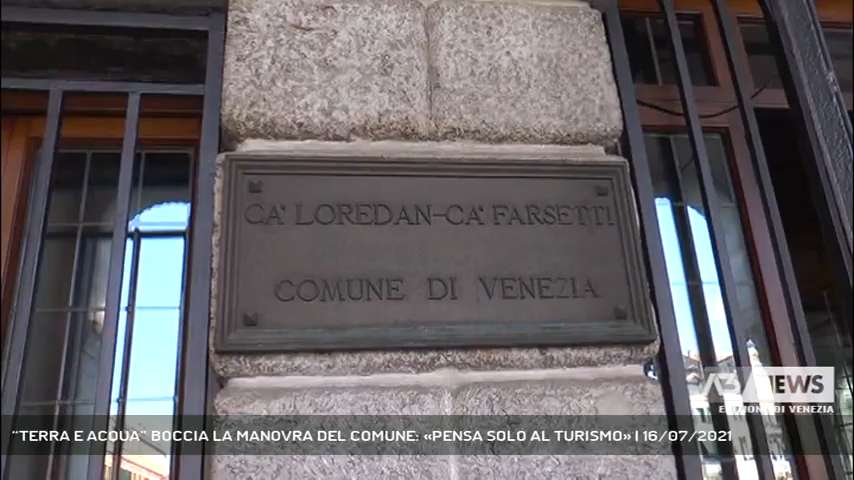 CA' LOREDAN-CA' FARSETTI
COMUNE DI VENEZIA
A3 NEWS
EDIZIONE DI VENEZIA
"TERRA E ACQUA" BOCCIA LA MANOVRA DEL COMUNE: «PENSA SOLO AL TURISMO» | 16/07/2021